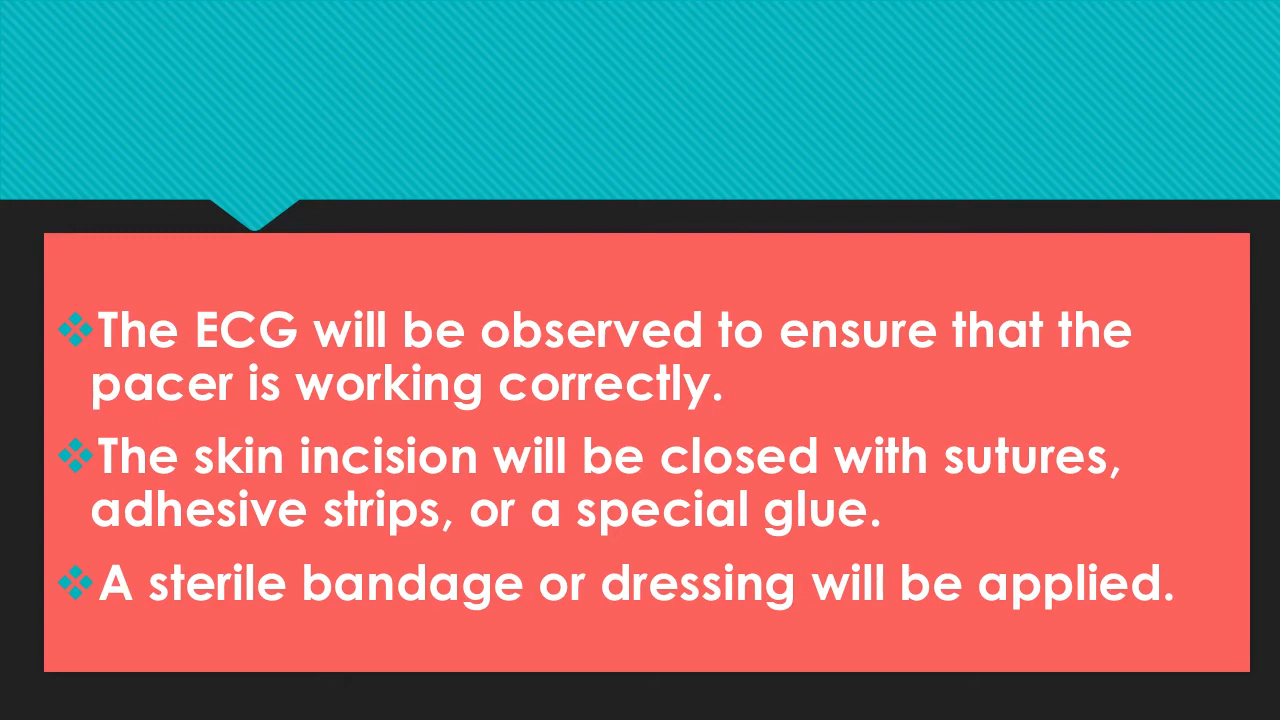 ❖The ECG will be observed to ensure that the
pacer is working correctly.
❖The skin incision will be closed with sutures,
adhesive strips, or a special glue.
❖A sterile bandage or dressing will be applied.